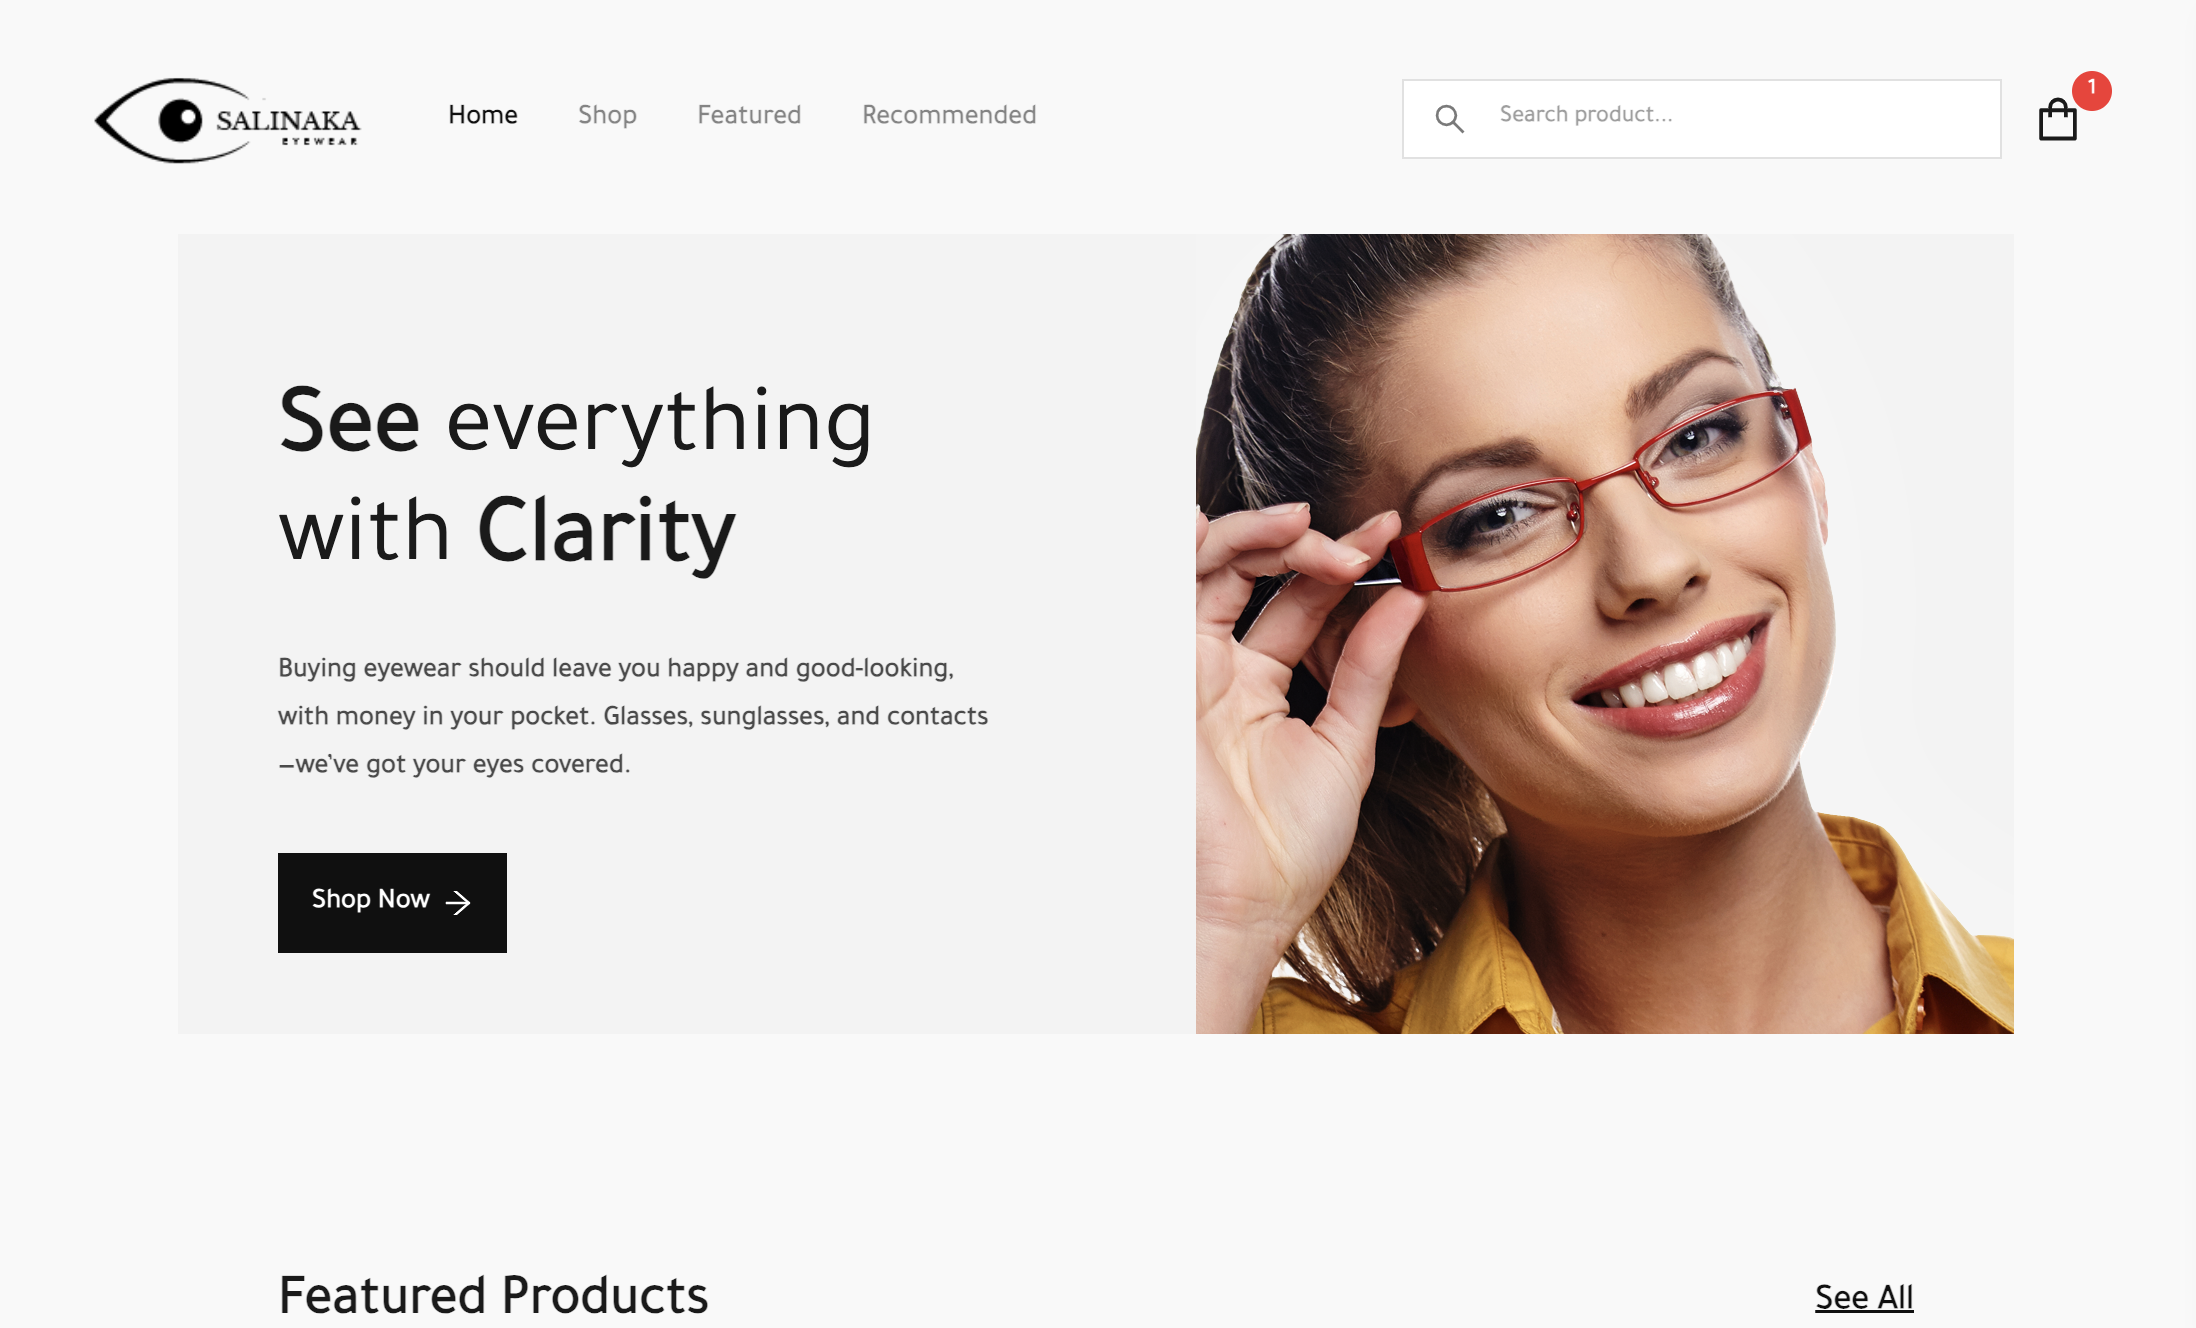 SALINAKA
EYEWEAR
Home
Shop
Featured
Recommended
Search product...
1
See everything
with Clarity
Buying eyewear should leave you happy and good-looking,
with money in your pocket. Glasses, sunglasses, and contacts
—we've got your eyes covered.
Shop Now
Featured Products
See All